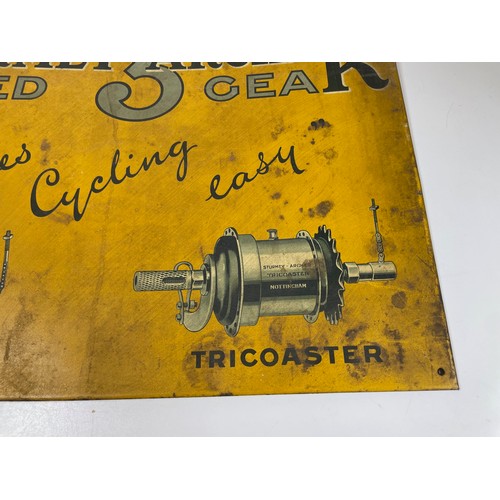 3
ED GEAR
es Cycling easy
STURMEY-ARCHER
TRICOASTER
NOTTINGHAM
TRICOASTER